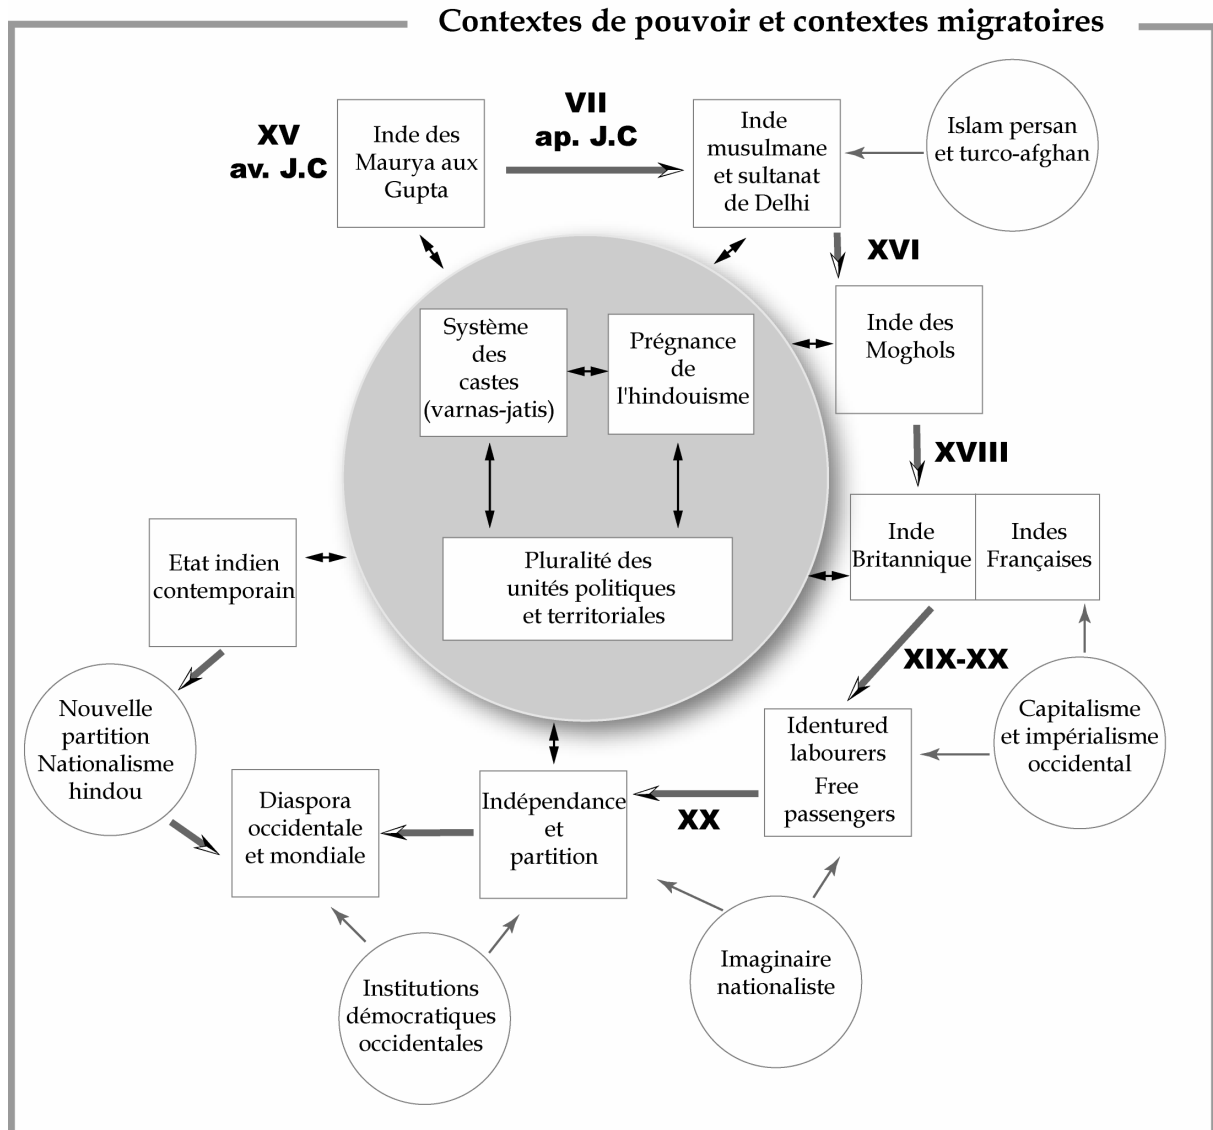 Contextes de pouvoir et contextes migratoires
XV
av. J.C
Inde des
Maurya aux
Gupta
VII
ap. J.C
Inde
musulmane
et sultanat
de Delhi
Islam persan
et turco-afghan
XVI
Inde des
Moghols
Système
des
castes
(varnas-jatis)
Prégnance
de
l'hindouisme
XVIII
Inde
Britannique
Indes
Françaises
Pluralité des
unités politiques
et territoriales
Etat indien
contemporain
XIX-XX
Nouvelle
partition
Nationalisme
hindou
Identured
labourers
Free
passengers
Capitalisme
et impérialisme
occidental
XX
Indépendance
et
partition
Diaspora
occidentale
et mondiale
Imaginaire
nationaliste
Institutions
démocratiques
occidentales